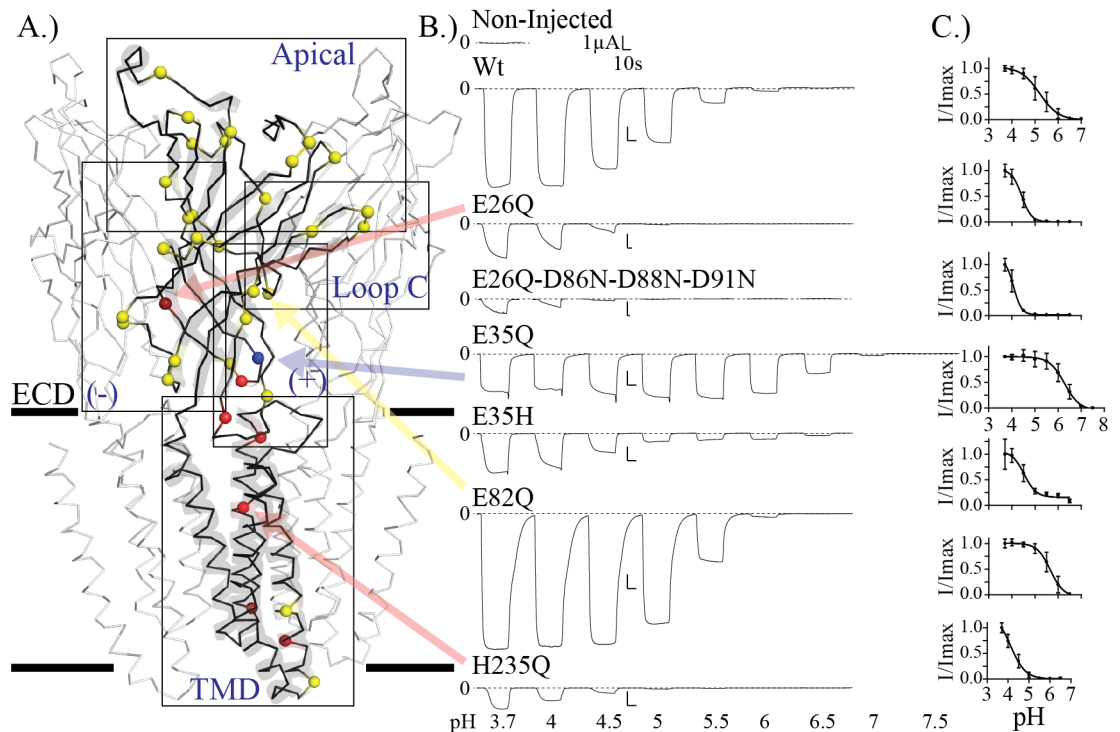 A.)
Apical
Loop C
ECD
(-)
(+)
TMD
B.)
Non-Injected
0
1µA
10s
Wt
0
E26Q
0
E26Q-D86N-D88N-D91N
0
E35Q
0
E35H
0
E82Q
0
H235Q
0
pH 3.7 4 4.5 5 5.5 6 6.5 7 7.5
C.)
I/Imax
1.0
0.5
0.0
3 4 5 6 7
I/Imax
1.0
0.5
0.0
I/Imax
1.0
0.5
0.0
I/Imax
1.0
0.5
0.0
3 4 5 6 7 8
I/Imax
1.0
0.5
0.0
I/Imax
1.0
0.5
0.0
I/Imax
1.0
0.5
0.0
3 4 5 6 7
pH